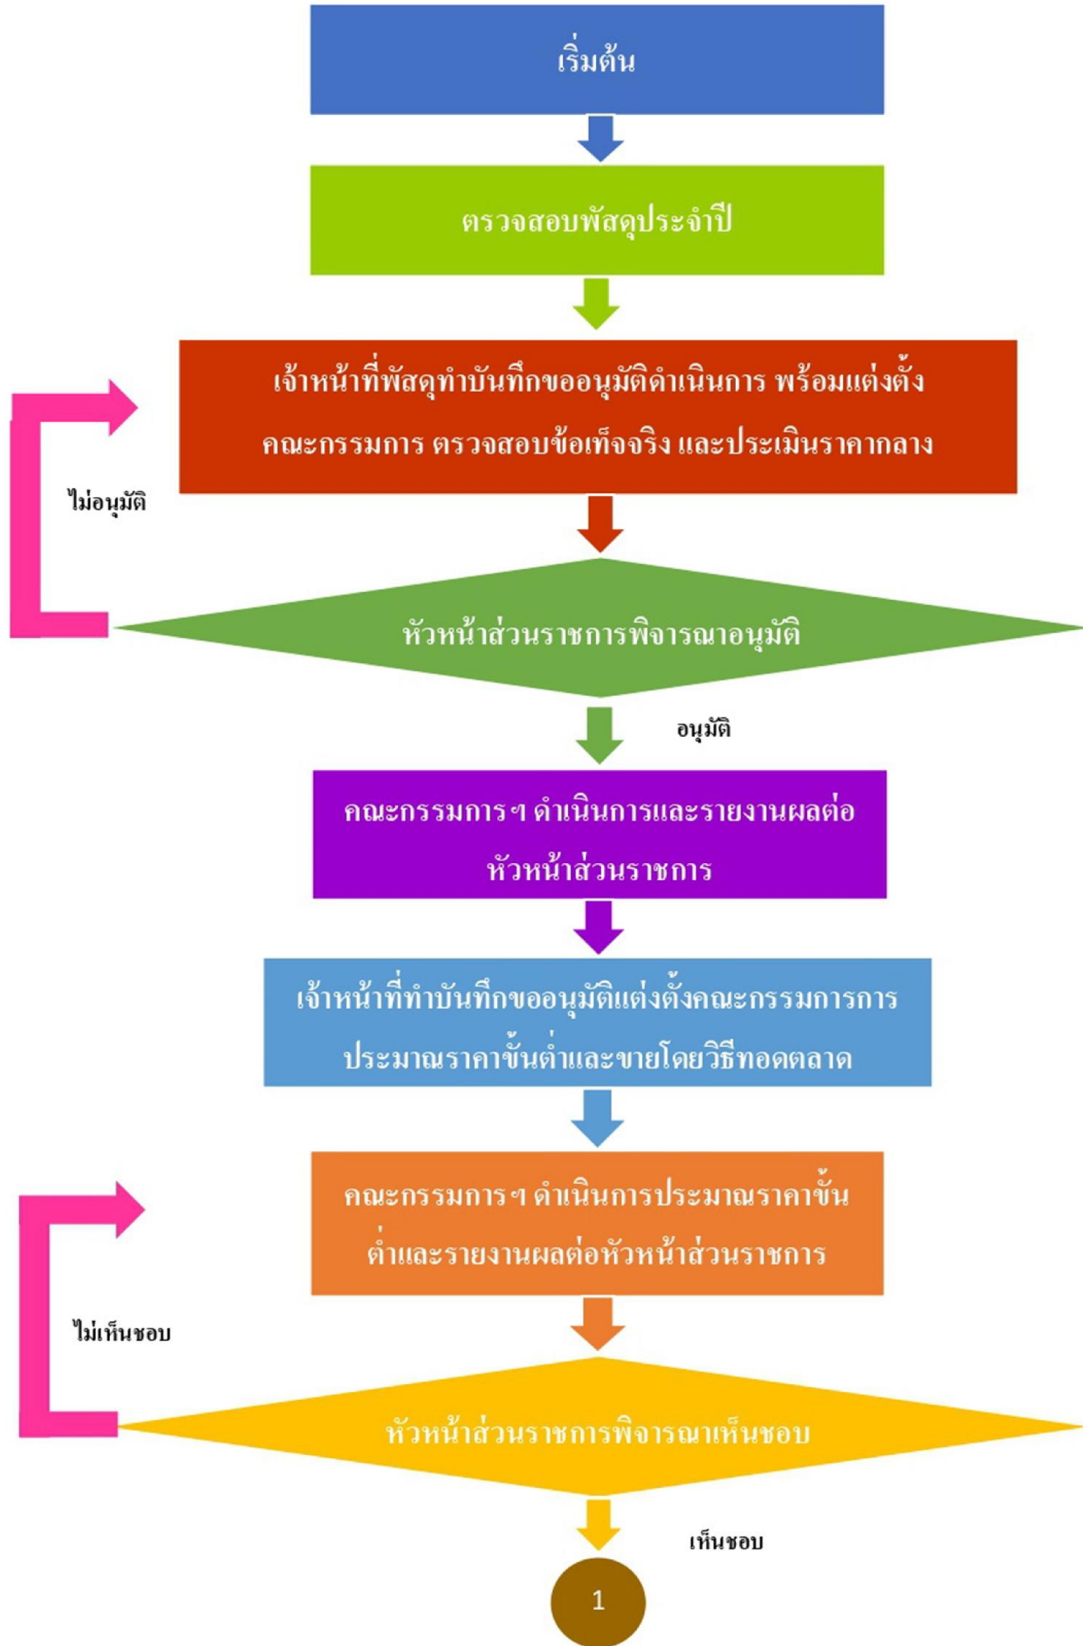 เริ่มต้น
ตรวจสอบพัสดุประจำปี
เจ้าหน้าที่พัสดุทำบันทึกขออนุมัติดำเนินการ พร้อมแต่งตั้ง
คณะกรรมการ ตรวจสอบข้อเท็จจริง และประเมินราคากลาง
ไม่อนุมัติ
หัวหน้าส่วนราชการพิจารณาอนุมัติ
อนุมัติ
คณะกรรมการฯ ดำเนินการและรายงานผลต่อ
หัวหน้าส่วนราชการ
เจ้าหน้าที่ทำบันทึกขออนุมัติแต่งตั้งคณะกรรมการการ
ประมาณราคาขั้นต่ำและขายโดยวิธีทอดตลาด
คณะกรรมการฯ ดำเนินการประมาณราคาขั้น
ต่ำและรายงานผลต่อหัวหน้าส่วนราชการ
ไม่เห็นชอบ
หัวหน้าส่วนราชการพิจารณาเห็นชอบ
เห็นชอบ
1